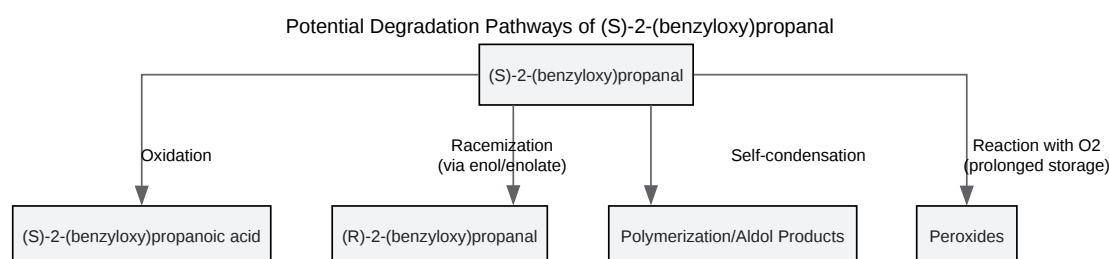 Potential Degradation Pathways of (S)-2-(benzyloxy)propanal
(S)-2-(benzyloxy)propanal
Oxidation
Racemization
(via enol/enolate)
Self-condensation
Reaction with O2
(prolonged storage)
(S)-2-(benzyloxy)propanoic acid
(R)-2-(benzyloxy)propanal
Polymerization/Aldol Products
Peroxides